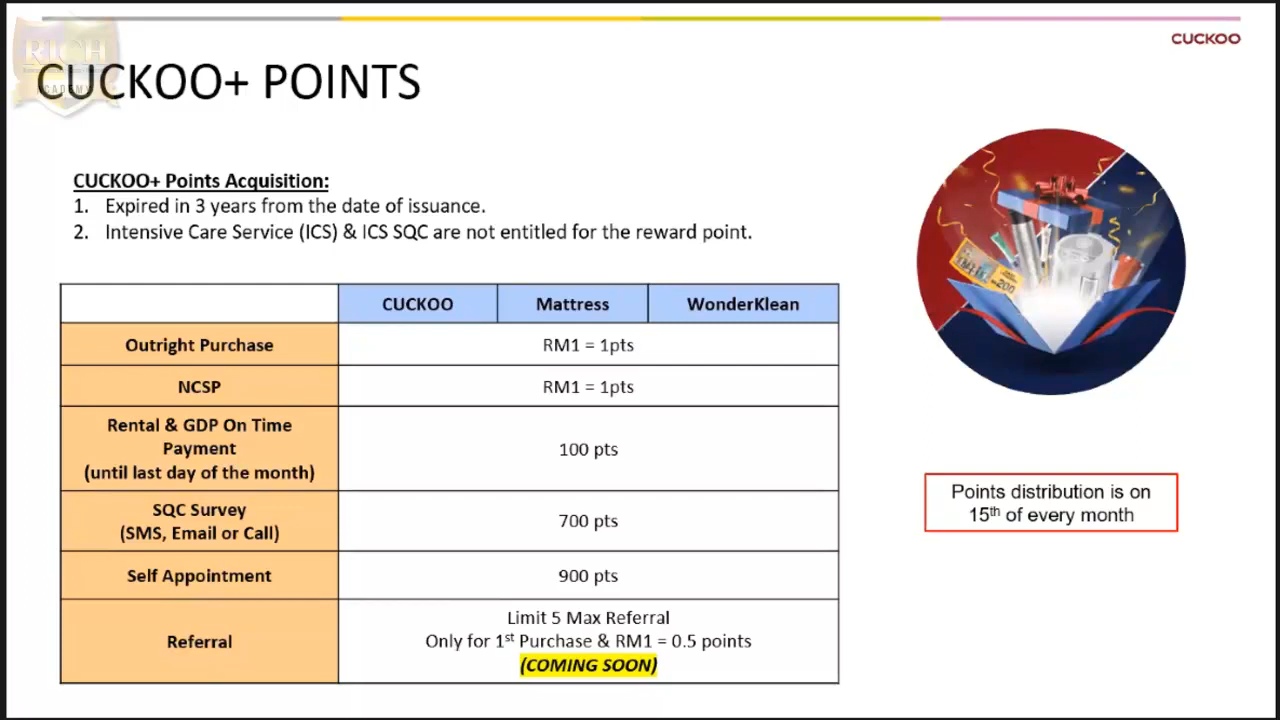 RICH
ACADEMY
CUCKOO
CUCKOO+ POINTS
CUCKOO+ Points Acquisition:
1. Expired in 3 years from the date of issuance.
2. Intensive Care Service (ICS) & ICS SQC are not entitled for the reward point.
CUCKOO Mattress WonderKlean
Outright Purchase RM1 = 1pts
NCSP RM1 = 1pts
Rental & GDP On Time
Payment
(until last day of the month)
100 pts
SQC Survey
(SMS, Email or Call)
700 pts
Self Appointment 900 pts
Referral
Limit 5 Max Referral
Only for 1st Purchase & RM1 = 0.5 points
(COMING SOON)
Points distribution is on
15th of every month